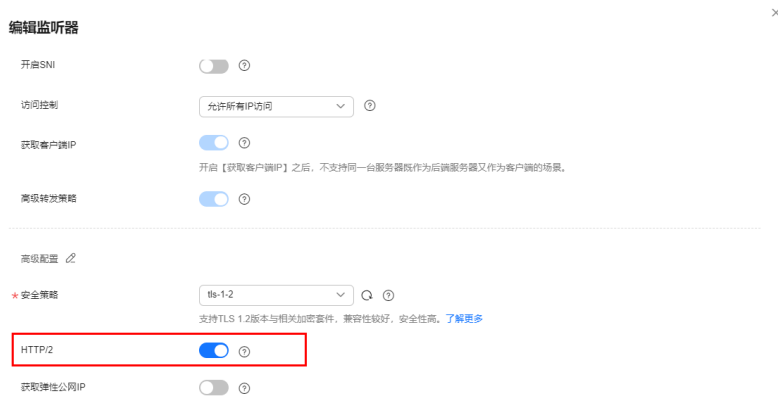 编辑监听器
开启SNI
访问控制 允许所有IP访问
获取客户端IP
开启【获取客户端IP】之后，不支持同一台服务器既作为后端服务器又作为客户端的场景。
高级转发策略
高级配置
* 安全策略 tls-1-2
支持TLS 1.2版本与相关加密套件，兼容性较好，安全性高。了解更多
HTTP/2
获取弹性公网IP